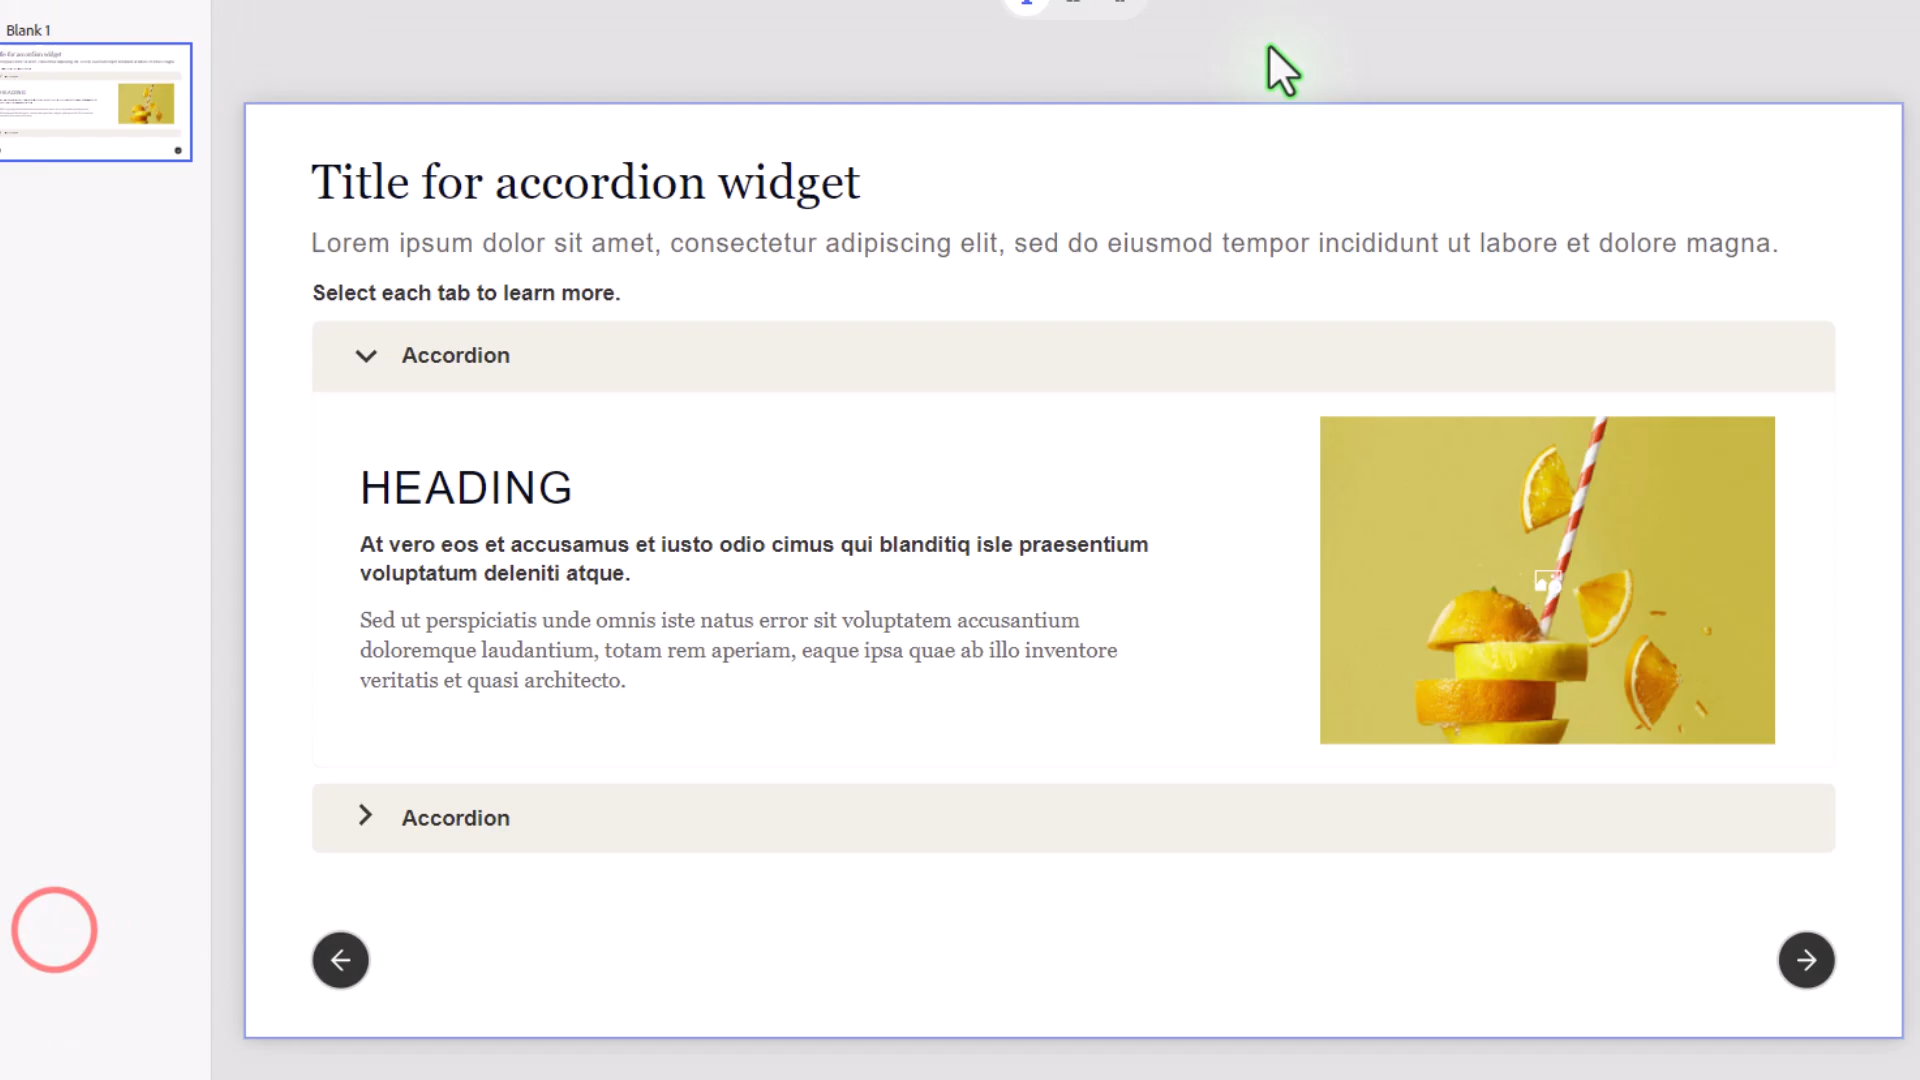 Blank 1
Title for accordion widget
Lorem ipsum dolor sit amet, consectetur adipiscing elit, sed do eiusmod tempor incididunt ut labore et dolore magna.
Select each tab to learn more.
Accordion
HEADING
At vero eos et accusamus et iusto odio cimus qui blanditiq isle praesentium
voluptatum deleniti atque.
Sed ut perspiciatis unde omnis iste natus error sit voluptatem accusantium
doloremque laudantium, totam rem aperiam, eaque ipsa quae ab illo inventore
veritatis et quasi architecto.
Accordion